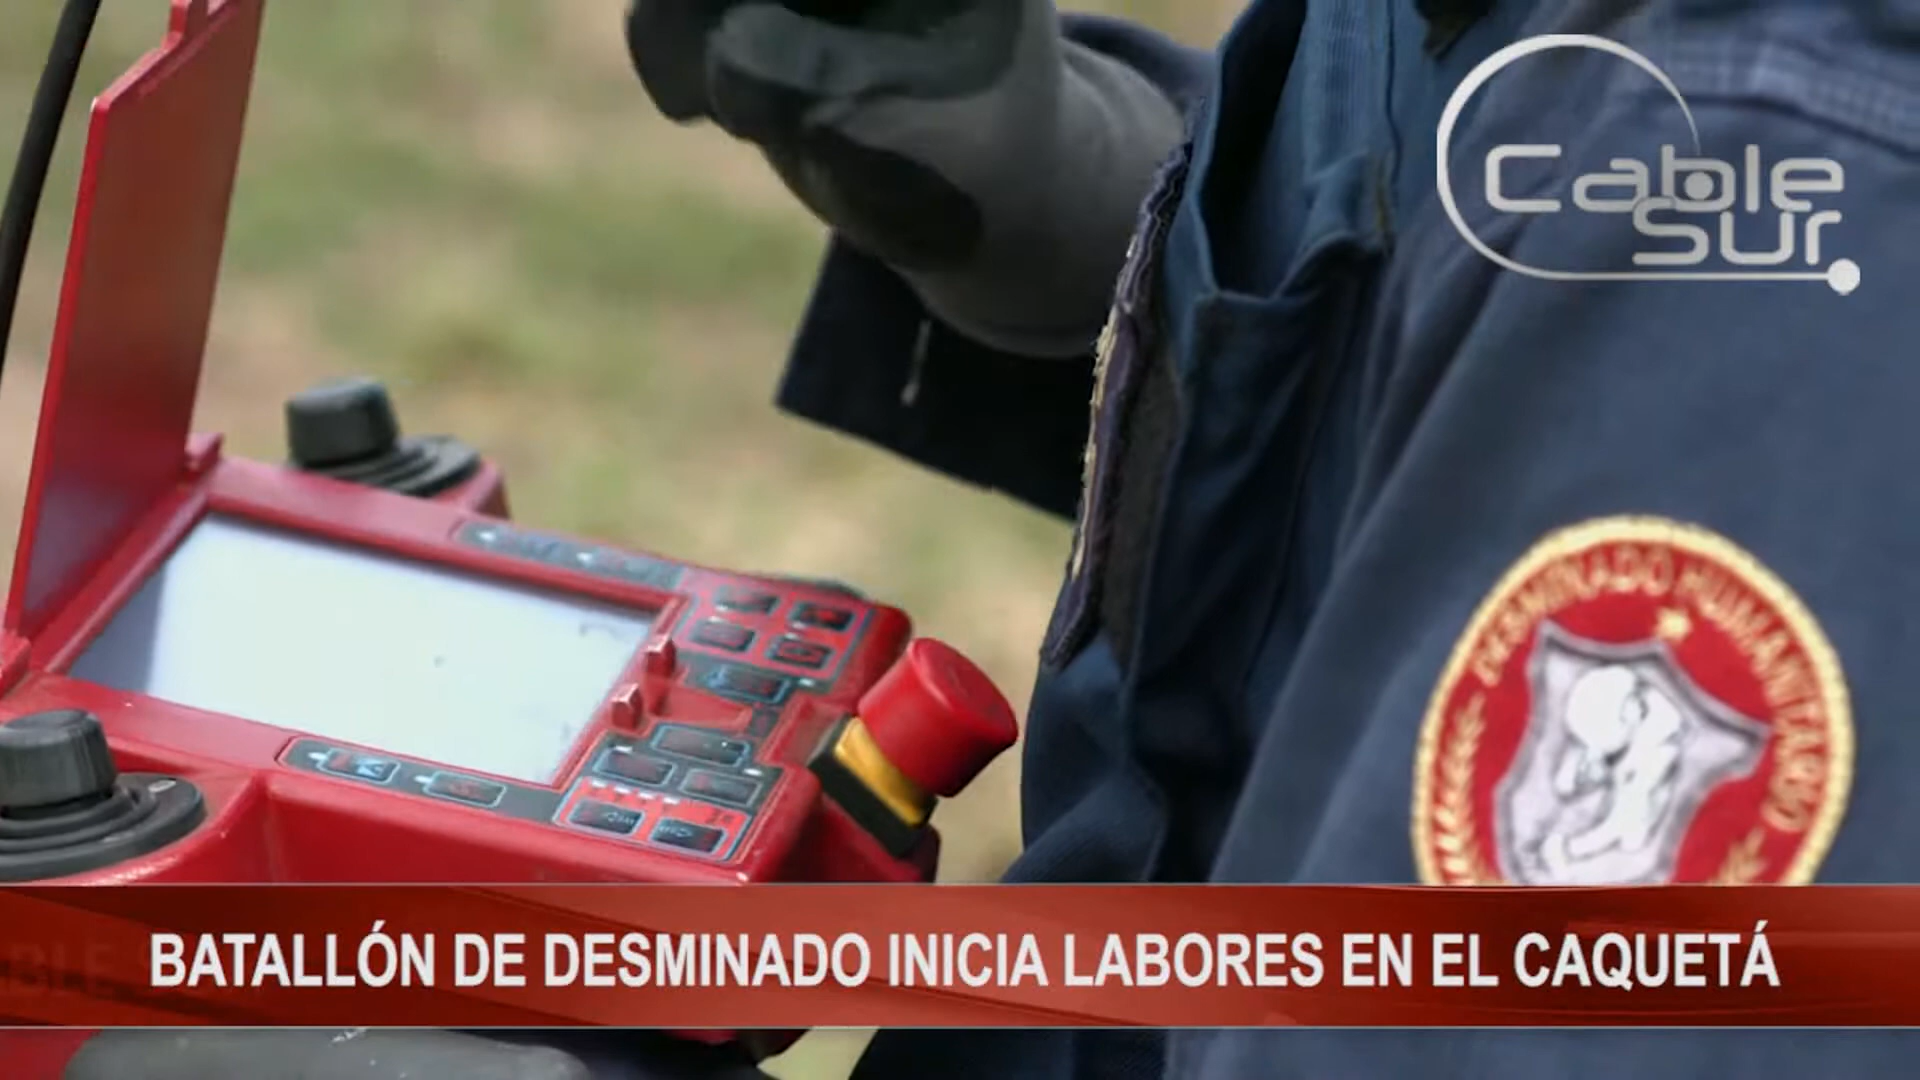 Cable
Sur
DESMINADO HUMANITARIO
BATALLÓN DE DESMINADO INICIA LABORES EN EL CAQUETÁ